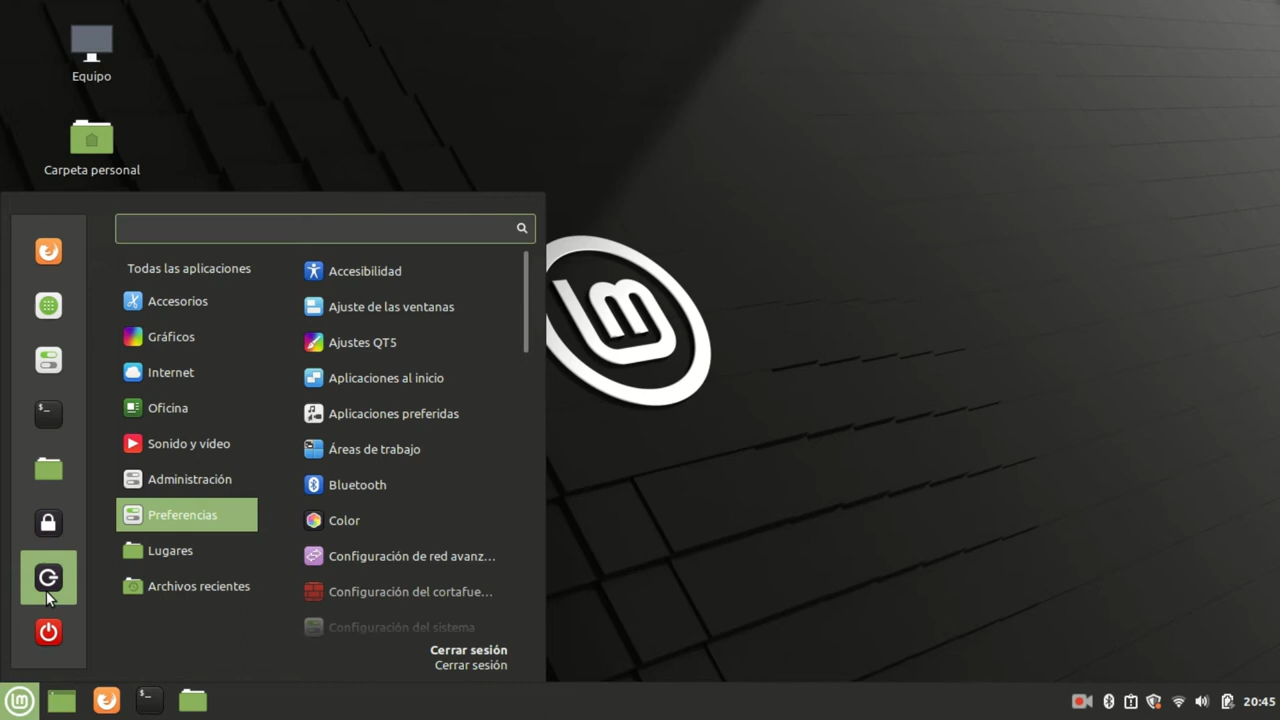 Equipo
Carpeta personal
Todas las aplicaciones
Accesorios
Gráficos
Internet
Oficina
Sonido y vídeo
Administración
Preferencias
Lugares
Archivos recientes
Accesibilidad
Ajuste de las ventanas
Ajustes QT5
Aplicaciones al inicio
Aplicaciones preferidas
Áreas de trabajo
Bluetooth
Color
Configuración de red avanz...
Configuración del cortafue...
Configuración del sistema
Cerrar sesión
Cerrar sesión
20:45